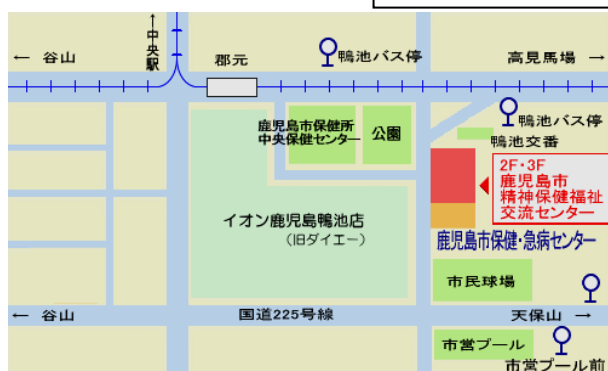 ← 谷山
↑中央駅
郡元
鴨池バス停
高見馬場 →
鹿児島市保健所
中央保健センター
公園
鴨池バス停
鴨池交番
2F・3F
鹿児島市
精神保健福祉
交流センター
イオン鹿児島鴨池店
(旧ダイエー)
鹿児島市保健・急病センター
市民球場
← 谷山
国道225号線
天保山 →
市営プール
市営プール前